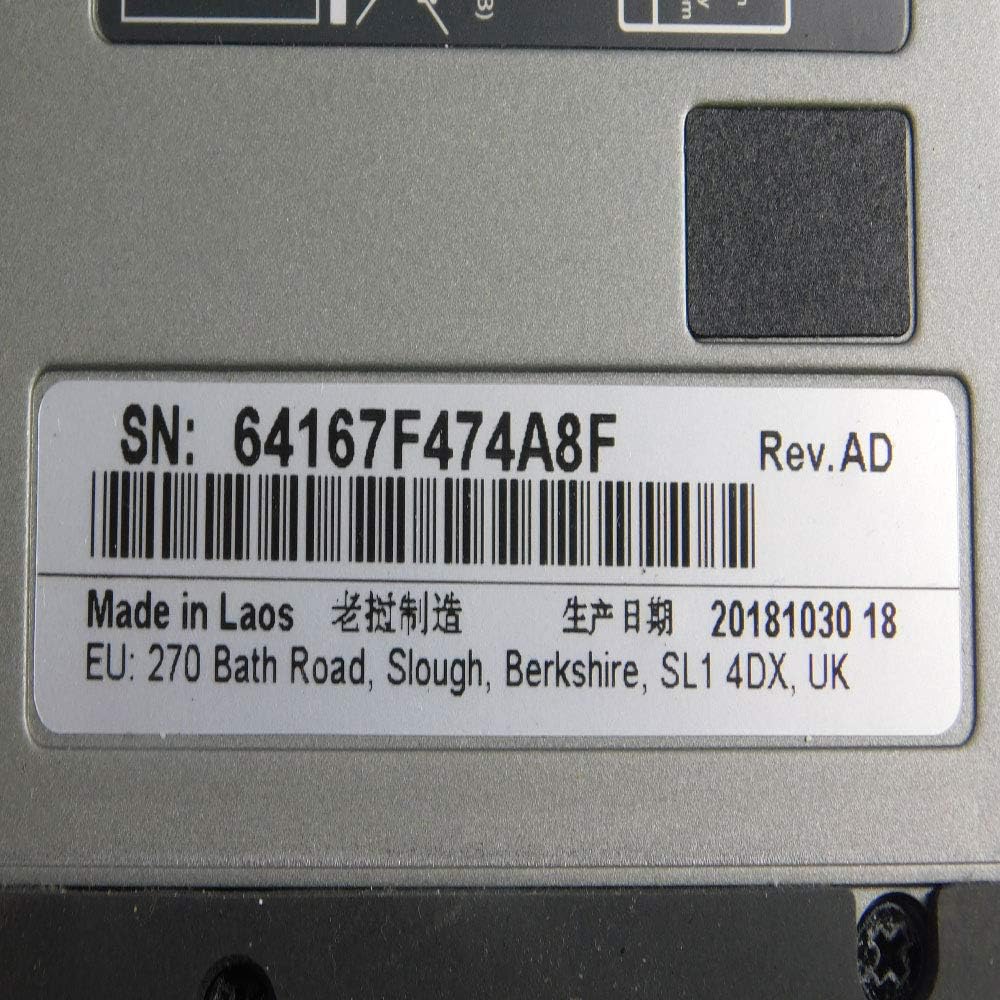 SN: 64167F474A8F Rev.AD
Made in Laos 老挝制造 生产日期 20181030 18
EU: 270 Bath Road, Slough, Berkshire, SL1 4DX, UK